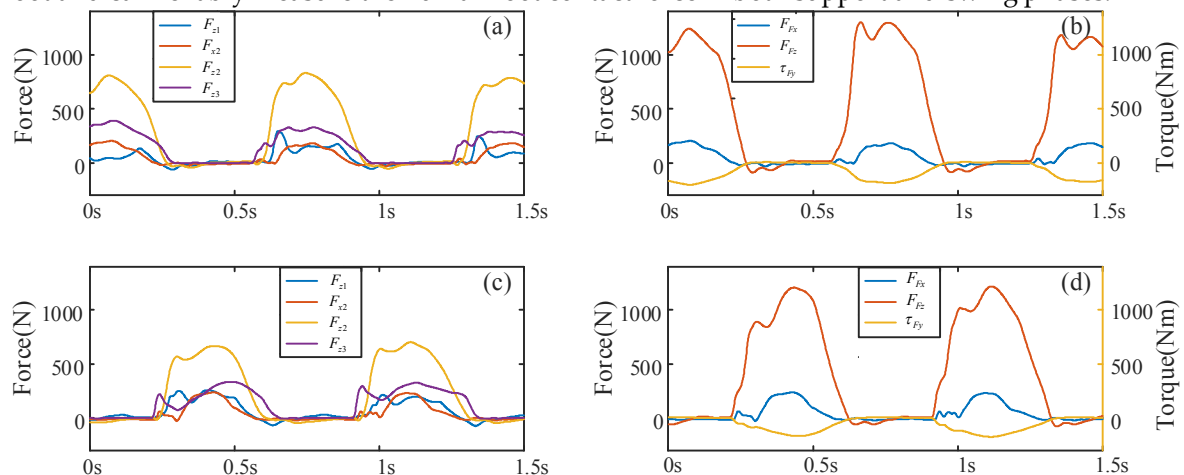 (a)
F_z1
F_x2
F_z2
F_z3
Force(N)
1000
500
0
0s 0.5s 1s 1.5s
(b)
F_Fx
F_Fz
τ_Fy
Force(N)
1000
500
0
Torque(Nm)
1000
500
0
0s 0.5s 1s 1.5s
(c)
F_z1
F_x2
F_z2
F_z3
Force(N)
1000
500
0
0s 0.5s 1s 1.5s
(d)
F_Fx
F_Fz
τ_Fy
Force(N)
1000
500
0
Torque(Nm)
1000
500
0
0s 0.5s 1s 1.5s